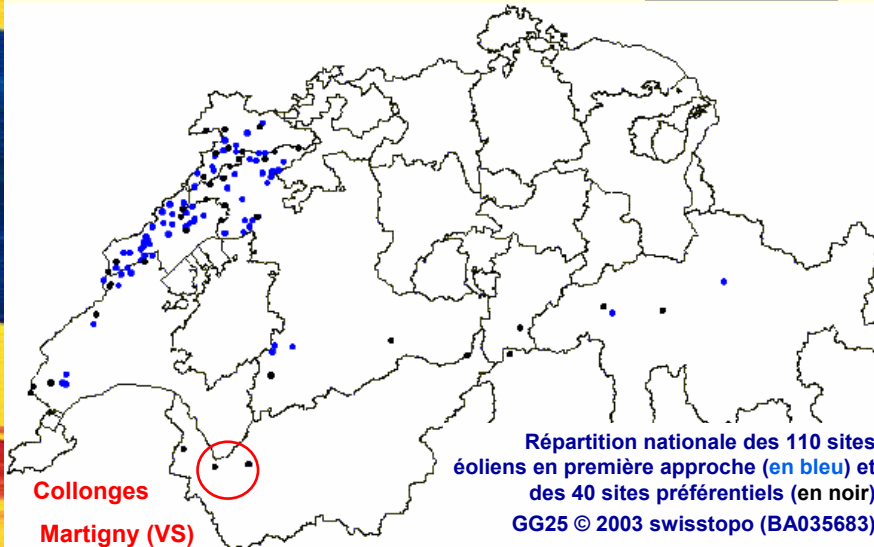 Collonges
Martigny (VS)
Répartition nationale des 110 sites
éoliens en première approche (en bleu) et
des 40 sites préférentiels (en noir)
GG25 © 2003 swisstopo (BA035683)